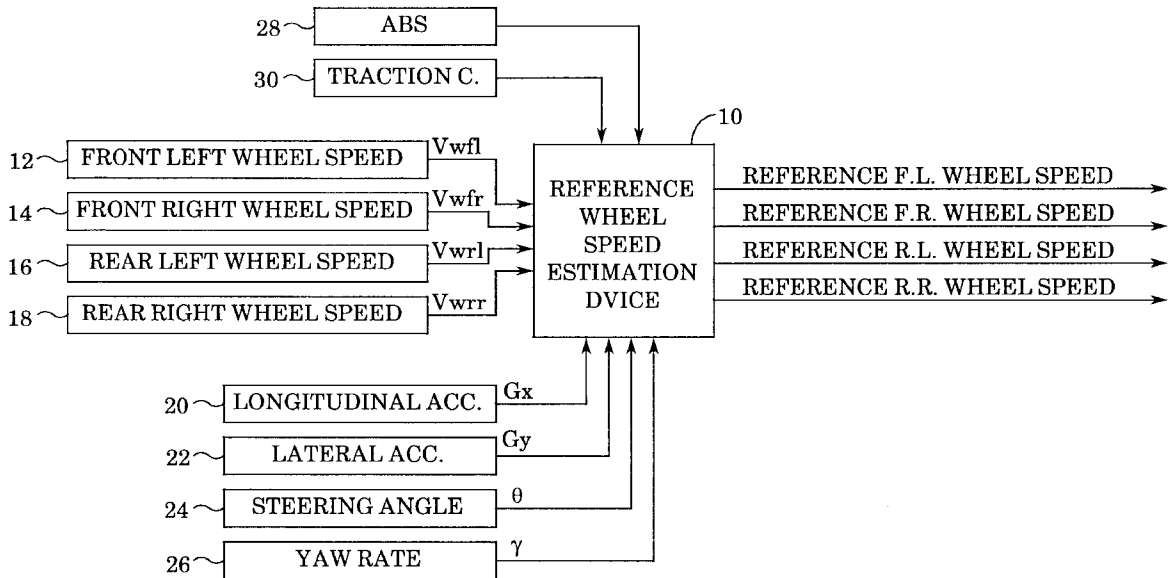 28 ABS
30 TRACTION C.
10
12 FRONT LEFT WHEEL SPEED Vwfl
14 FRONT RIGHT WHEEL SPEED Vwfr
16 REAR LEFT WHEEL SPEED Vwrl
18 REAR RIGHT WHEEL SPEED Vwrr
REFERENCE
WHEEL
SPEED
ESTIMATION
DVICE
REFERENCE F.L. WHEEL SPEED
REFERENCE F.R. WHEEL SPEED
REFERENCE R.L. WHEEL SPEED
REFERENCE R.R. WHEEL SPEED
20 LONGITUDINAL ACC. Gx
22 LATERAL ACC. Gy
24 STEERING ANGLE θ
26 YAW RATE γ